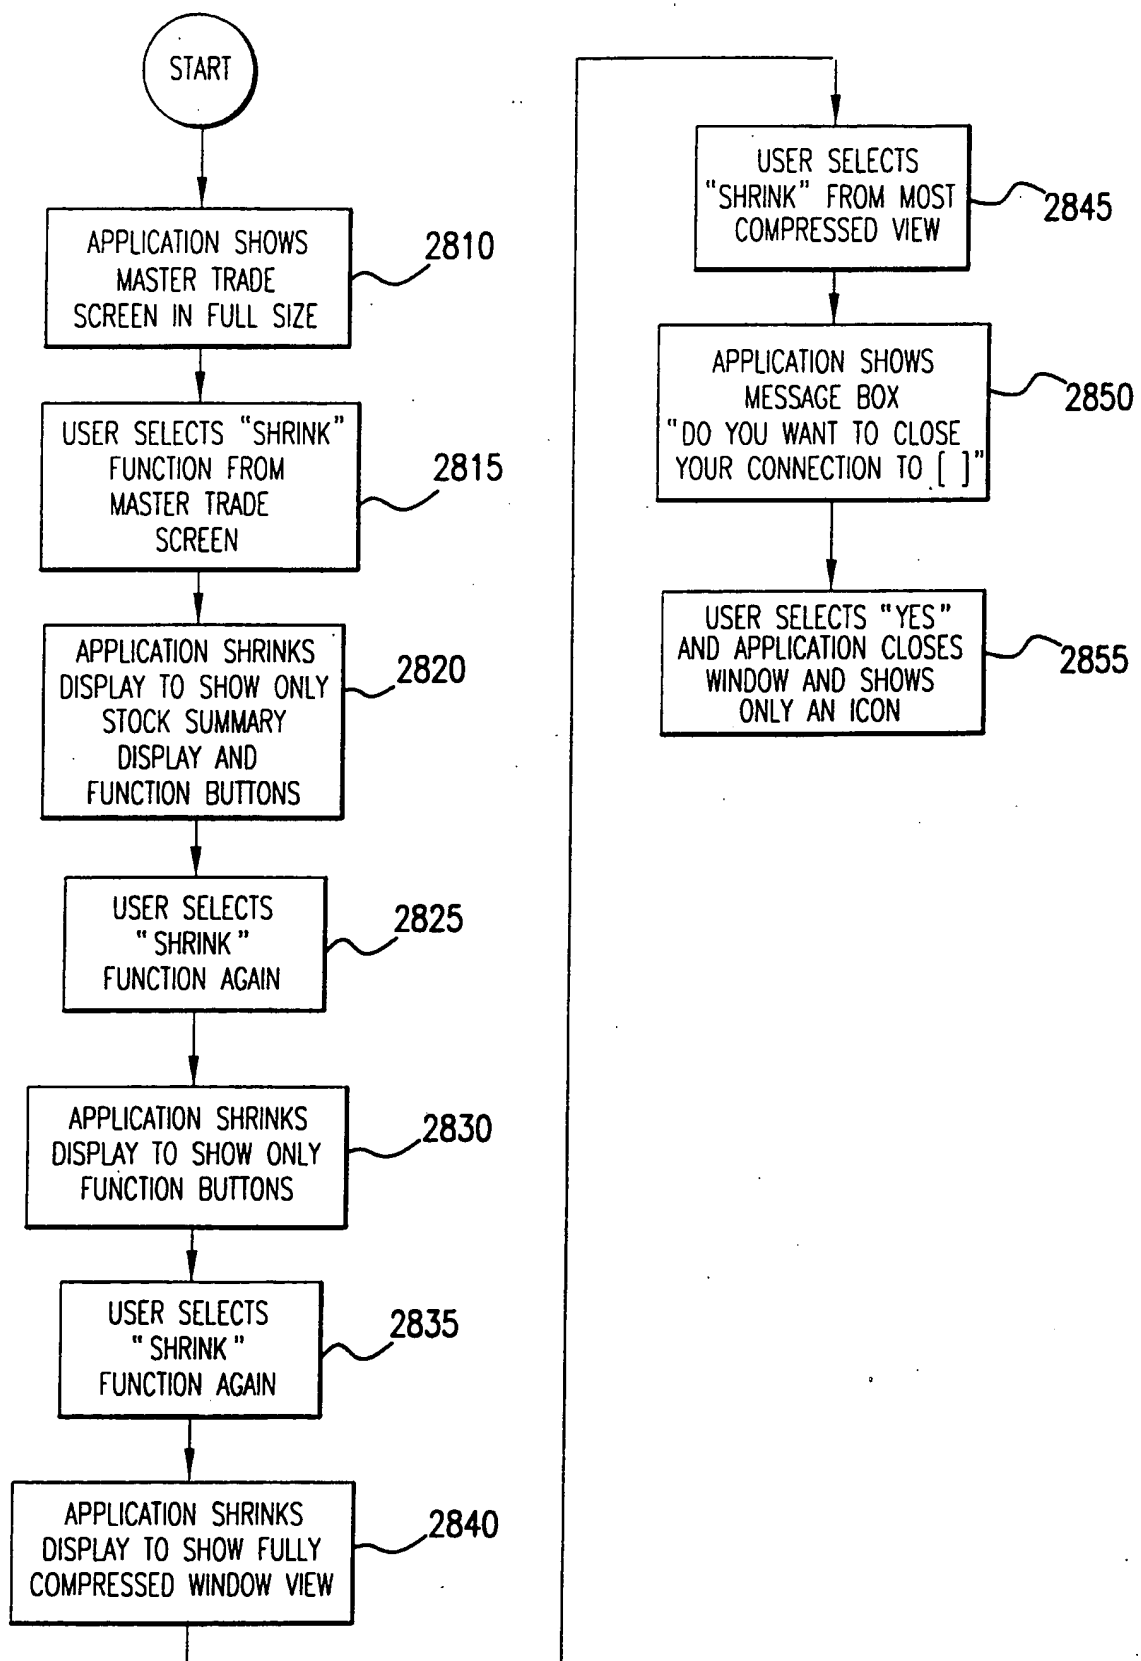 START
APPLICATION SHOWS
MASTER TRADE
SCREEN IN FULL SIZE
2810
USER SELECTS "SHRINK"
FUNCTION FROM
MASTER TRADE
SCREEN
2815
APPLICATION SHRINKS
DISPLAY TO SHOW ONLY
STOCK SUMMARY
DISPLAY AND
FUNCTION BUTTONS
2820
USER SELECTS
"SHRINK"
FUNCTION AGAIN
2825
APPLICATION SHRINKS
DISPLAY TO SHOW ONLY
FUNCTION BUTTONS
2830
USER SELECTS
"SHRINK"
FUNCTION AGAIN
2835
APPLICATION SHRINKS
DISPLAY TO SHOW FULLY
COMPRESSED WINDOW VIEW
2840
USER SELECTS
"SHRINK" FROM MOST
COMPRESSED VIEW
2845
APPLICATION SHOWS
MESSAGE BOX
"DO YOU WANT TO CLOSE
YOUR CONNECTION TO [ ]"
2850
USER SELECTS "YES"
AND APPLICATION CLOSES
WINDOW AND SHOWS
ONLY AN ICON
2855